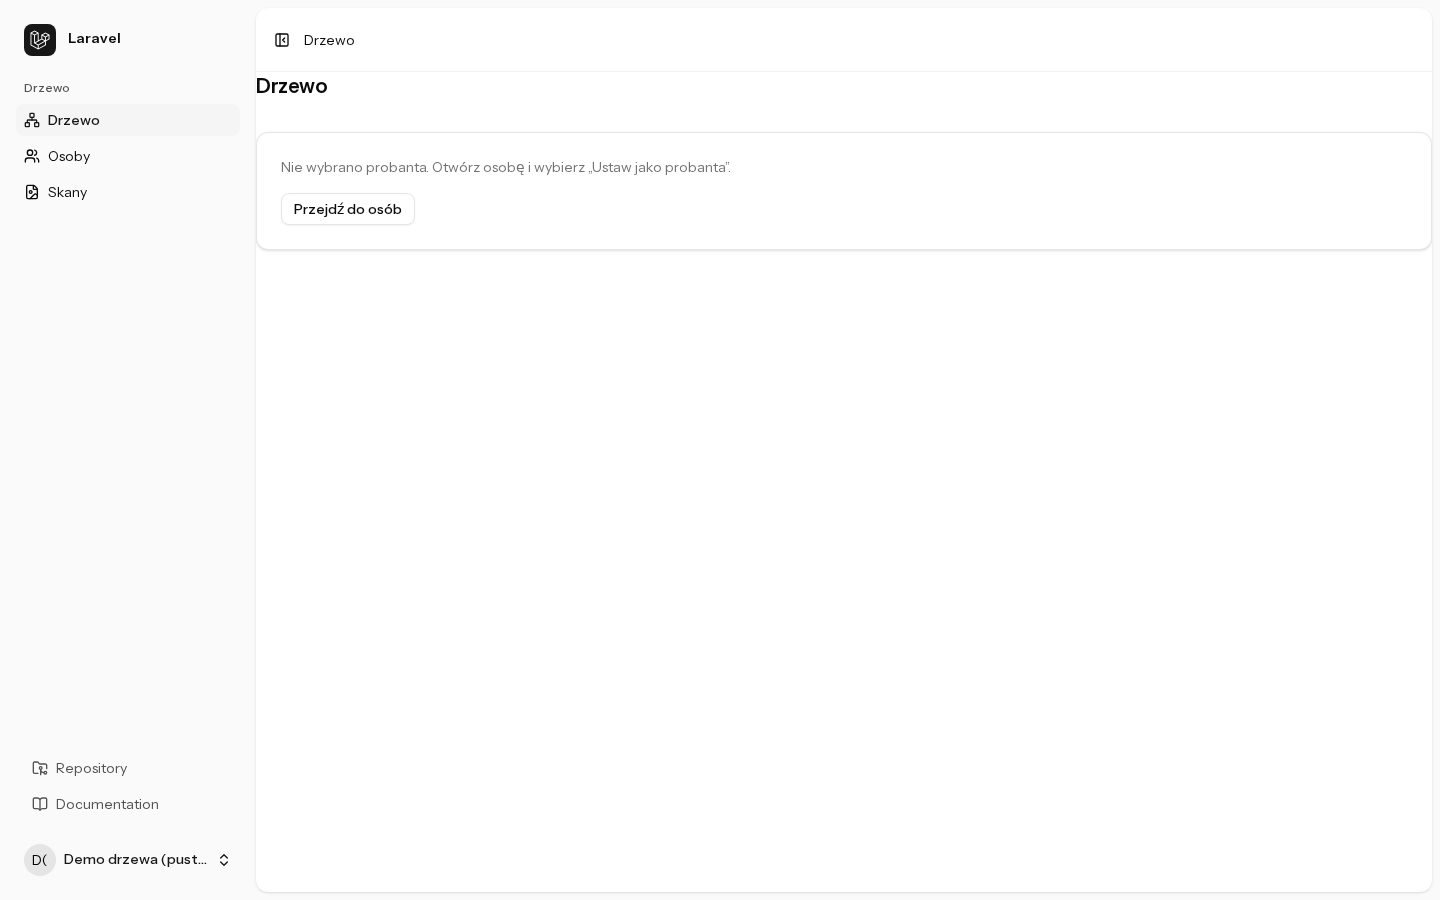 Laravel
Drzewo
Drzewo
Osoby
Skany
Repository
Documentation
D(
Demo drzewa (pust...
Drzewo
Drzewo
Nie wybrano probanta. Otwórz osobę i wybierz „Ustaw jako probanta”.
Przejdź do osób